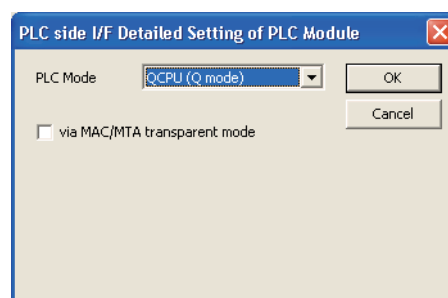 PLC side I/F Detailed Setting of PLC Module
PLC Mode QCPU (Q mode) OK
Cancel
via MAC/MTA transparent mode